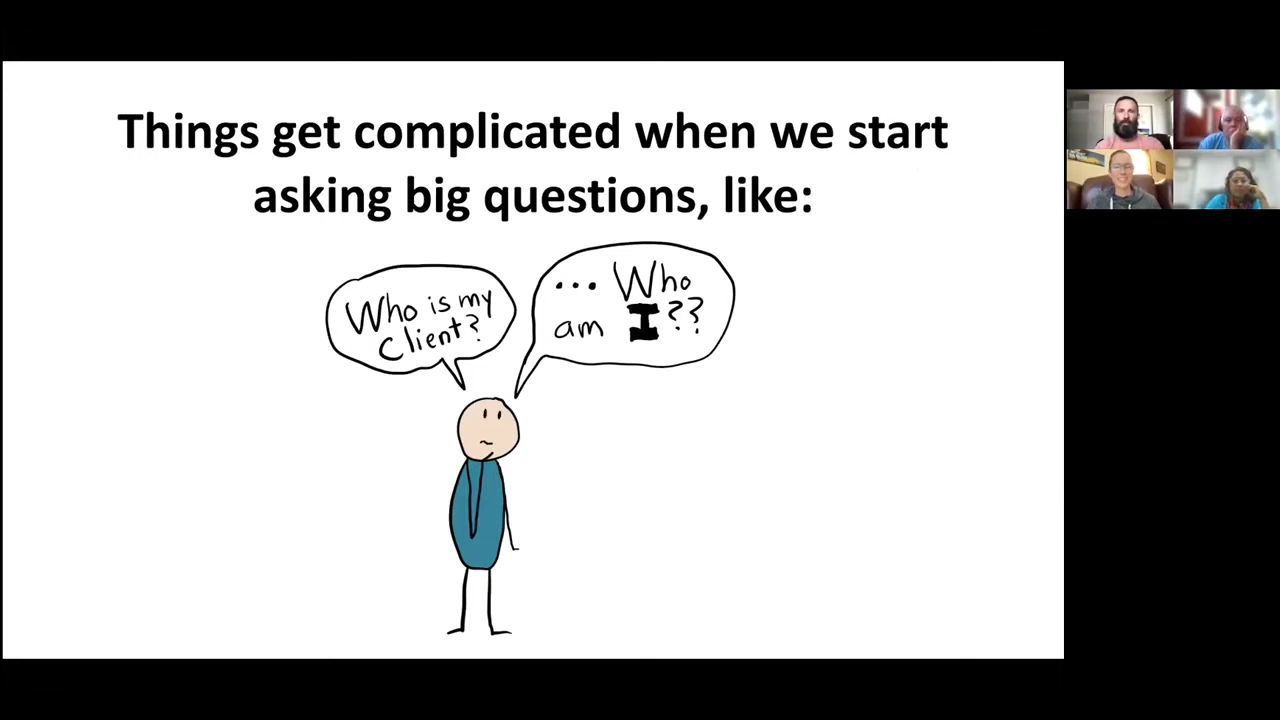 Things get complicated when we start
asking big questions, like:
Who is my
client?
... Who
am I??